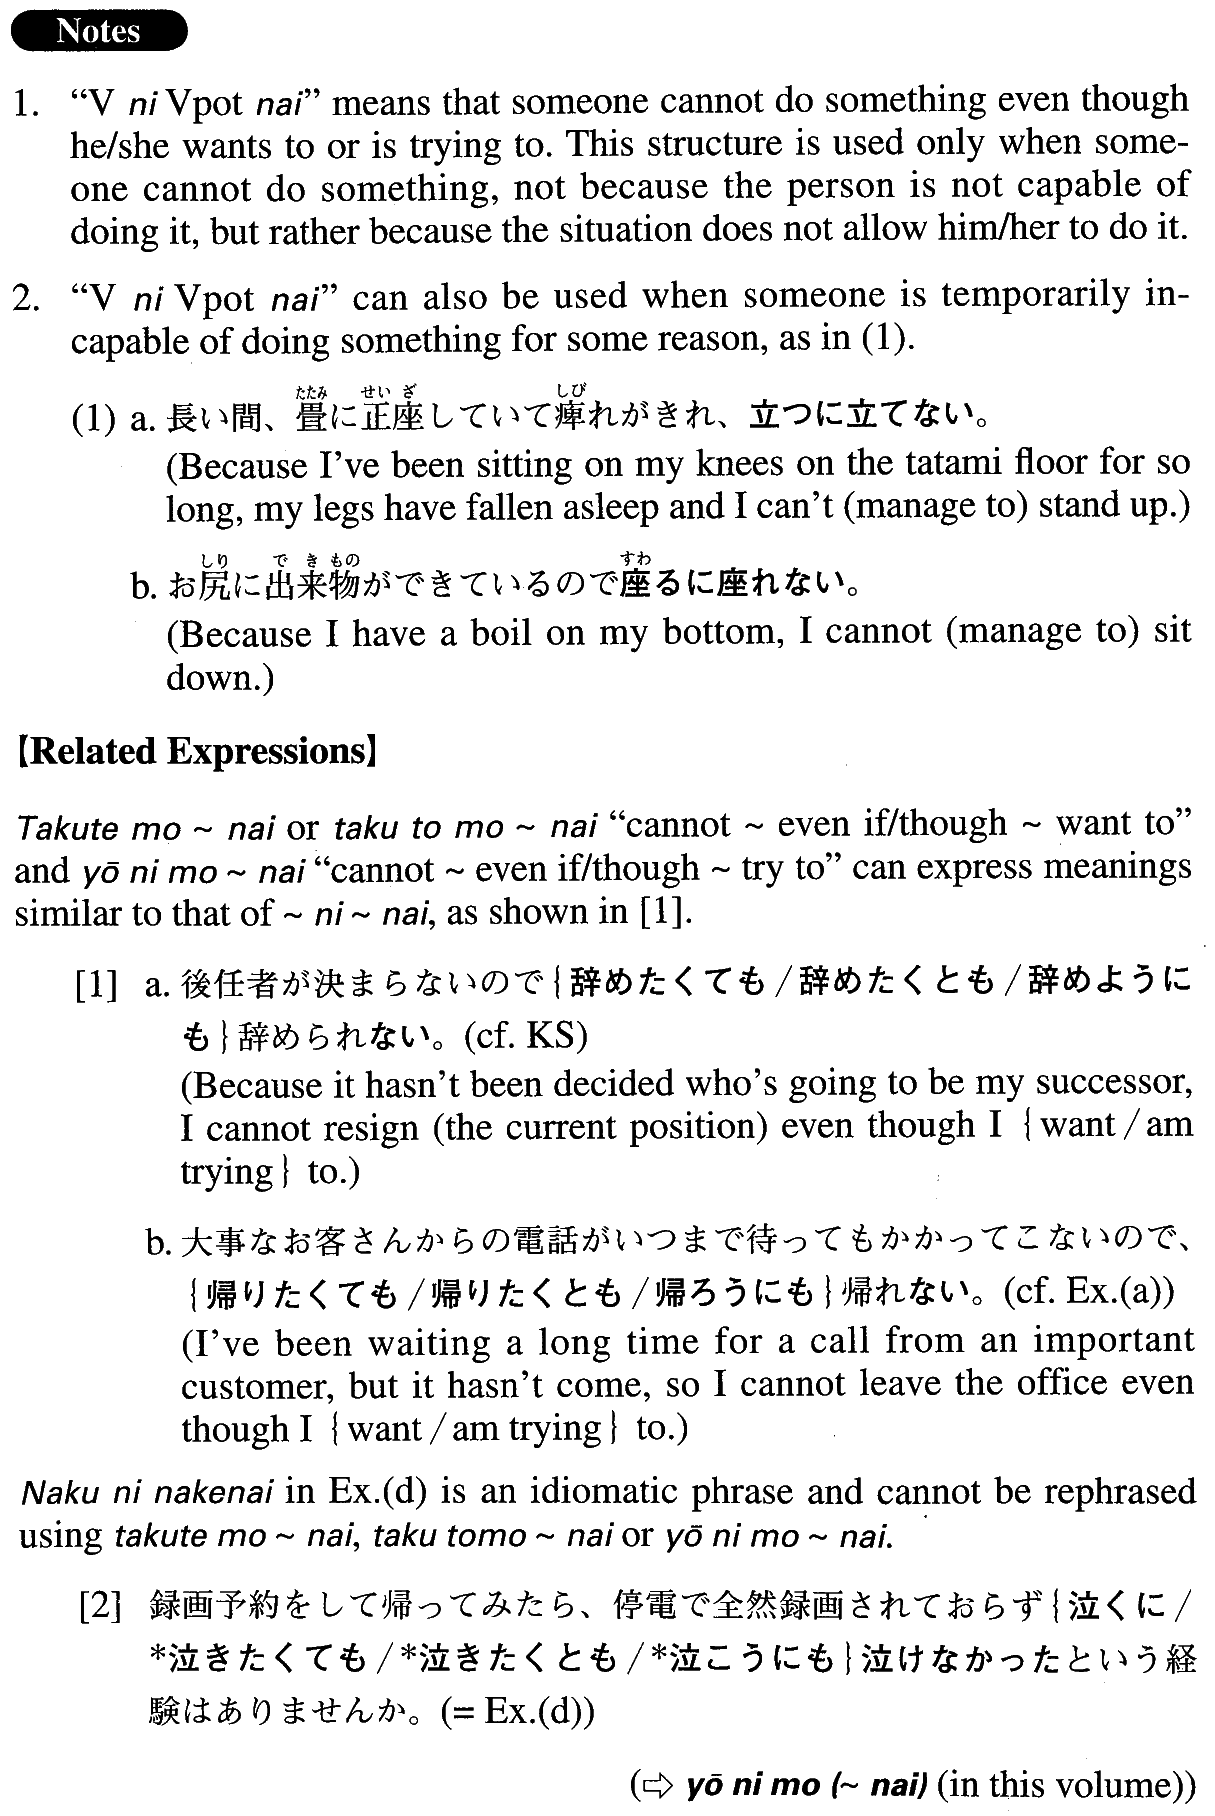 Notes
1. “V ni Vpot nai” means that someone cannot do something even though
he/she wants to or is trying to. This structure is used only when some-
one cannot do something, not because the person is not capable of
doing it, but rather because the situation does not allow him/her to do it.
2. “V ni Vpot nai” can also be used when someone is temporarily in-
capable of doing something for some reason, as in (1).
たたみ せい ざ しび
(1) a. 長い間、畳に正座していて痺れがきれ、立つに立てない。
(Because I’ve been sitting on my knees on the tatami floor for so
long, my legs have fallen asleep and I can’t (manage to) stand up.)
しり で き もの すわ
b. お尻に出来物ができているので座るに座れない。
(Because I have a boil on my bottom, I cannot (manage to) sit
down.)
【Related Expressions】
Takute mo ~ nai or taku to mo ~ nai “cannot ~ even if/though ~ want to”
and yō ni mo ~ nai “cannot ~ even if/though ~ try to” can express meanings
similar to that of ~ ni ~ nai, as shown in [1].
[1] a. 後任者が決まらないので{辞めたくても/辞めたくとも/辞めように
も}辞められない。(cf. KS)
(Because it hasn’t been decided who’s going to be my successor,
I cannot resign (the current position) even though I {want/am
trying} to.)
b. 大事なお客さんからの電話がいつまで待ってもかかってこないので、
{帰りたくても/帰りたくとも/帰ろうにも}帰れない。(cf. Ex.(a))
(I’ve been waiting a long time for a call from an important
customer, but it hasn’t come, so I cannot leave the office even
though I {want/am trying} to.)
Naku ni nakenai in Ex.(d) is an idiomatic phrase and cannot be rephrased
using takute mo ~ nai, taku tomo ~ nai or yō ni mo ~ nai.
[2] 録画予約をして帰ってみたら、停電で全然録画されておらず{泣くに/
*泣きたくても/*泣きたくとも/*泣こうにも}泣けなかったという経
験はありませんか。(= Ex.(d))
(⇨ yō ni mo (~ nai) (in this volume))